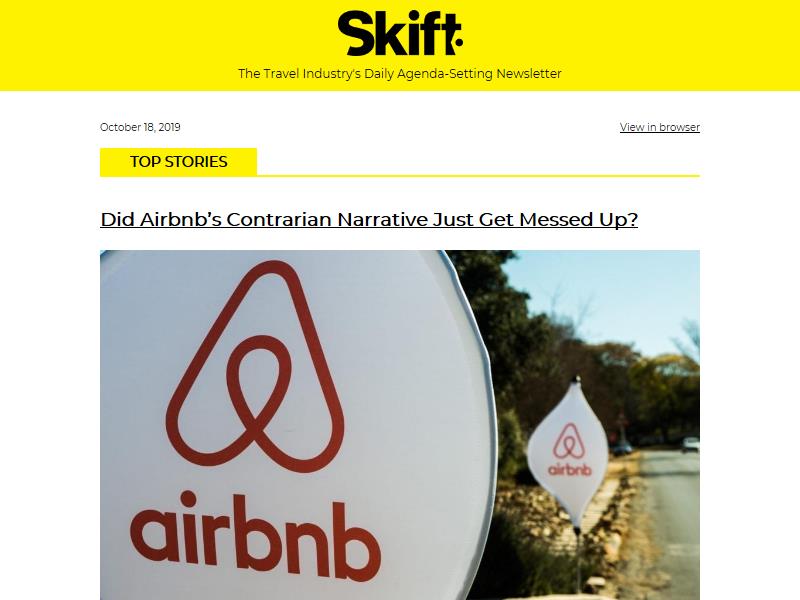 Skift
The Travel Industry's Daily Agenda-Setting Newsletter
October 18, 2019
View in browser
TOP STORIES
Did Airbnb’s Contrarian Narrative Just Get Messed Up?
airbnb
airbnb